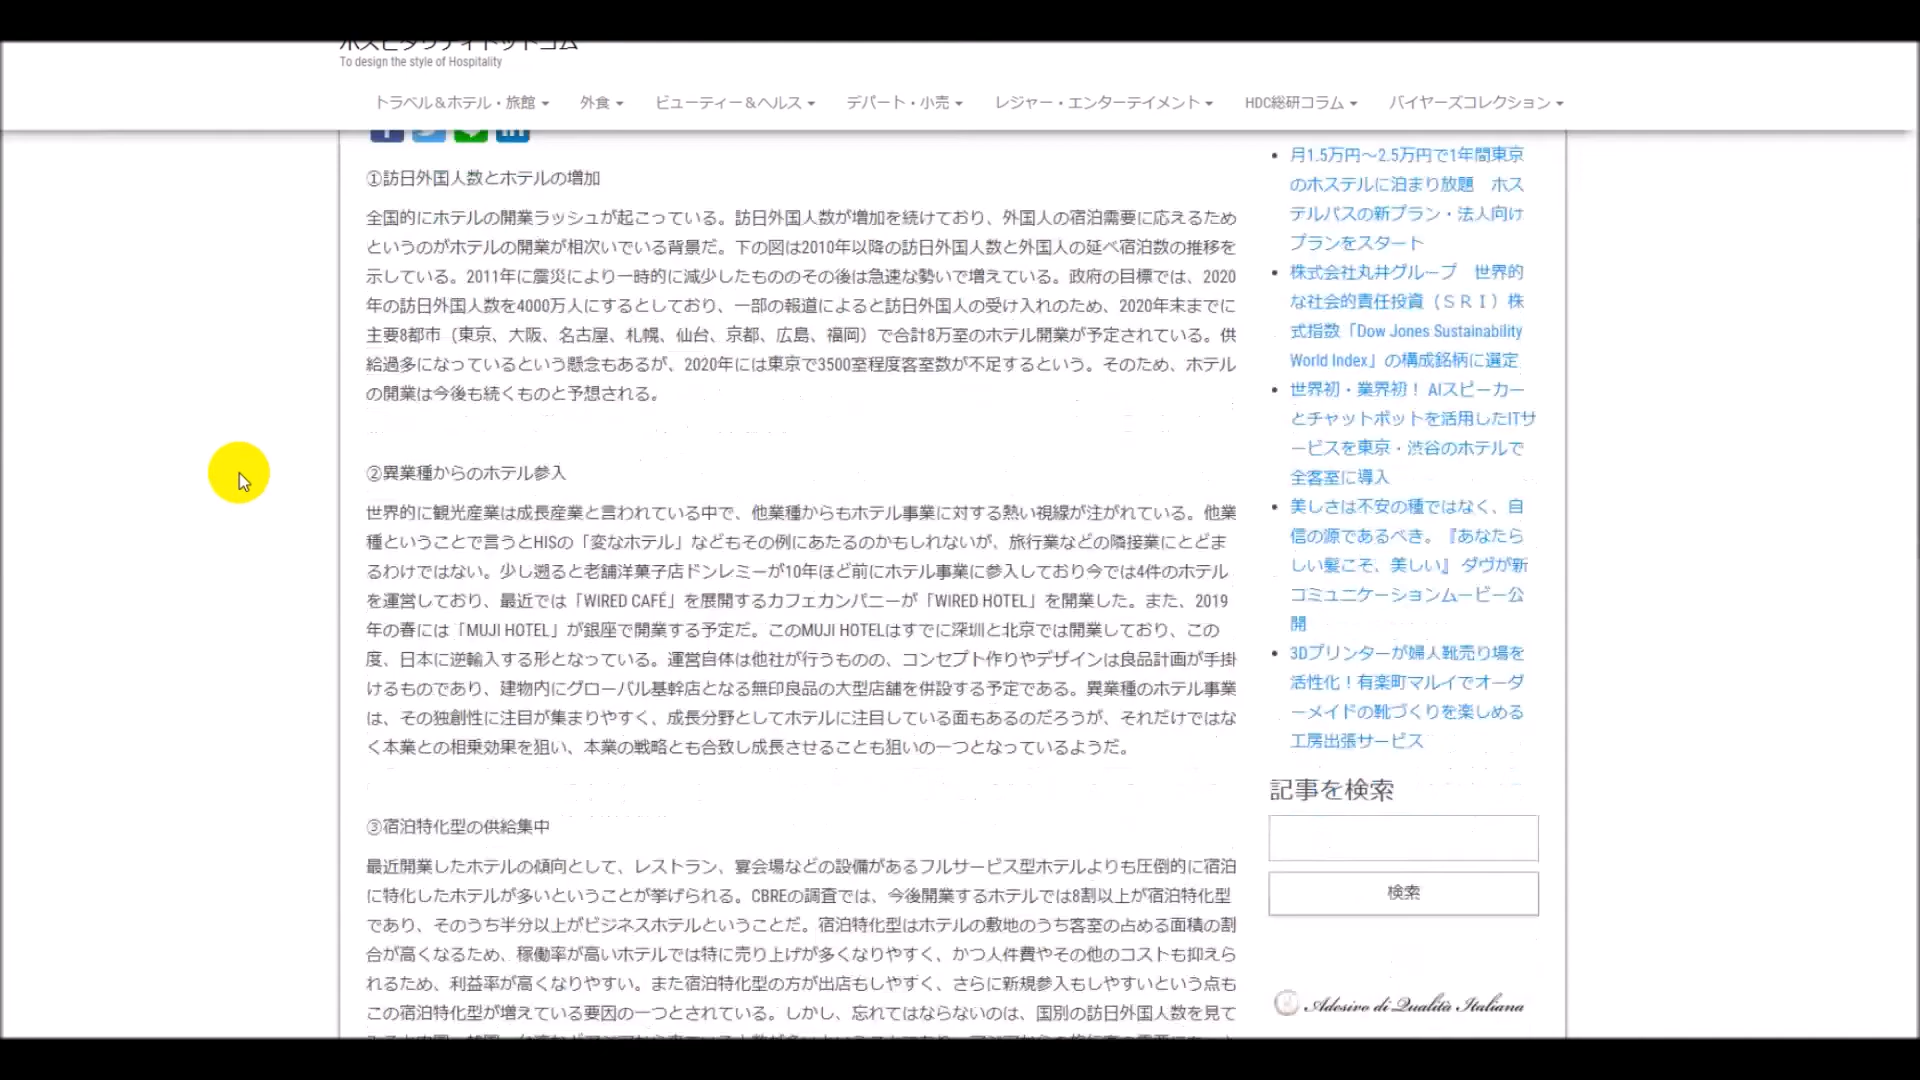 ホスピタリティドットコム
To design the style of Hospitality
トラベル＆ホテル・旅館 外食 ビューティー＆ヘルス デパート・小売 レジャー・エンターテイメント HDC総研コラム バイヤーズコレクション
①訪日外国人数とホテルの増加
全国的にホテルの開業ラッシュが起こっている。訪日外国人数が増加を続けており、外国人の宿泊需要に応えるため
というのがホテルの開業が相次いでいる背景だ。下の図は2010年以降の訪日外国人数と外国人の延べ宿泊数の推移を
示している。2011年に震災により一時的に減少したもののその後は急速な勢いで増えている。政府の目標では、2020
年の訪日外国人数を4000万人にするとしており、一部の報道によると訪日外国人の受け入れのため、2020年末までに
主要8都市（東京、大阪、名古屋、札幌、仙台、京都、広島、福岡）で合計8万室のホテル開業が予定されている。供
給過多になっているという懸念もあるが、2020年には東京で3500室程度客室数が不足するという。そのため、ホテル
の開業は今後も続くものと予想される。
②異業種からのホテル参入
世界的に観光産業は成長産業と言われている中で、他業種からもホテル事業に対する熱い視線が注がれている。他業
種ということで言うとHISの「変なホテル」などもその例にあたるのかもしれないが、旅行業などの隣接業にとどま
るわけではない。少し遡ると老舗洋菓子店ドンレミーが10年ほど前にホテル事業に参入しており今では4件のホテル
を運営しており、最近では「WIRED CAFÉ」を展開するカフェカンパニーが「WIRED HOTEL」を開業した。また、2019
年の春には「MUJI HOTEL」が銀座で開業する予定だ。このMUJI HOTELはすでに深圳と北京では開業しており、この
度、日本に逆輸入する形となっている。運営自体は他社が行うものの、コンセプト作りやデザインは良品計画が手掛
けるものであり、建物内にグローバル基幹店となる無印良品の大型店舗を併設する予定である。異業種のホテル事業
は、その独創性に注目が集まりやすく、成長分野としてホテルに注目している面もあるのだろうが、それだけではな
く本業との相乗効果を狙い、本業の戦略とも合致し成長させることも狙いの一つとなっているようだ。
③宿泊特化型の供給集中
最近開業したホテルの傾向として、レストラン、宴会場などの設備があるフルサービス型ホテルよりも圧倒的に宿泊
に特化したホテルが多いということが挙げられる。CBREの調査では、今後開業するホテルでは8割以上が宿泊特化型
であり、そのうち半分以上がビジネスホテルということだ。宿泊特化型はホテルの敷地のうち客室の占める面積の割
合が高くなるため、稼働率が高いホテルでは特に売り上げが多くなりやすく、かつ人件費やその他のコストも抑えら
れるため、利益率が高くなりやすい。また宿泊特化型の方が出店もしやすく、さらに新規参入もしやすいという点も
この宿泊特化型が増えている要因の一つとされている。しかし、忘れてはならないのは、国別の訪日外国人数を見て
月1.5万円～2.5万円で1年間東京
のホステルに泊まり放題　ホス
テルパスの新プラン・法人向け
プランをスタート
株式会社丸井グループ　世界的
な社会的責任投資（ＳＲＩ）株
式指数「Dow Jones Sustainability
World Index」の構成銘柄に選定
世界初・業界初！ AIスピーカー
とチャットボットを活用したITサ
ービスを東京・渋谷のホテルで
全客室に導入
美しさは不安の種ではなく、自
信の源であるべき。『あなたら
しい髪こそ、美しい』 ダヴが新
コミュニケーションムービー公
開
3Dプリンターが婦人靴売り場を
活性化！有楽町マルイでオーダ
ーメイドの靴づくりを楽しめる
工房出張サービス
記事を検索
検索
Adesivo di Qualità Italiana